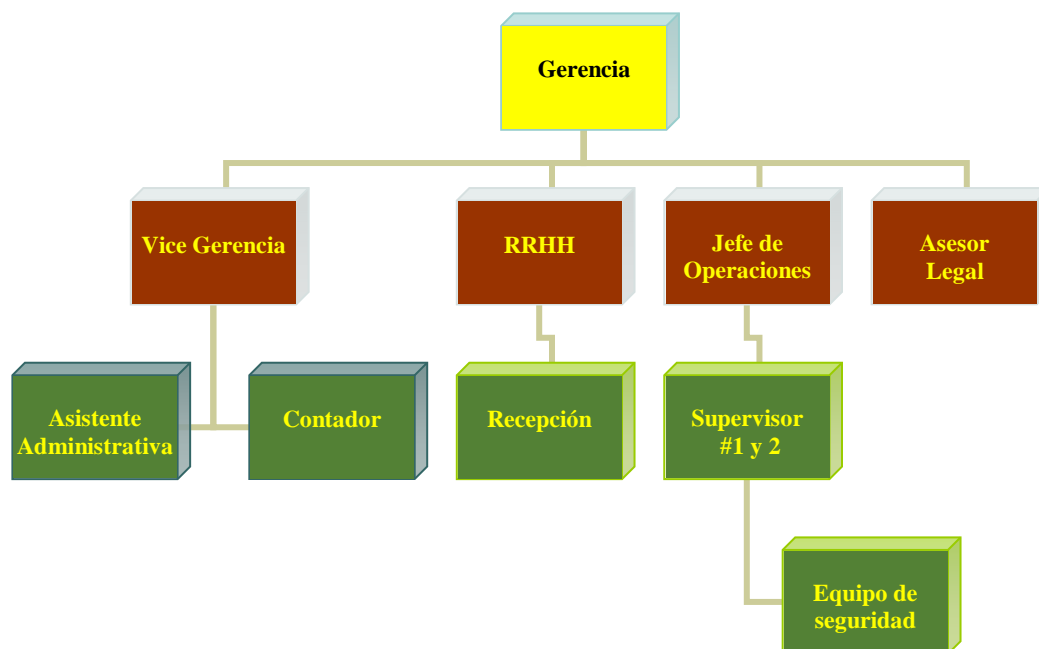 Gerencia
Vice Gerencia
RRHH
Jefe de
Operaciones
Asesor
Legal
Asistente
Administrativa
Contador
Recepción
Supervisor
#1 y 2
Equipo de
seguridad